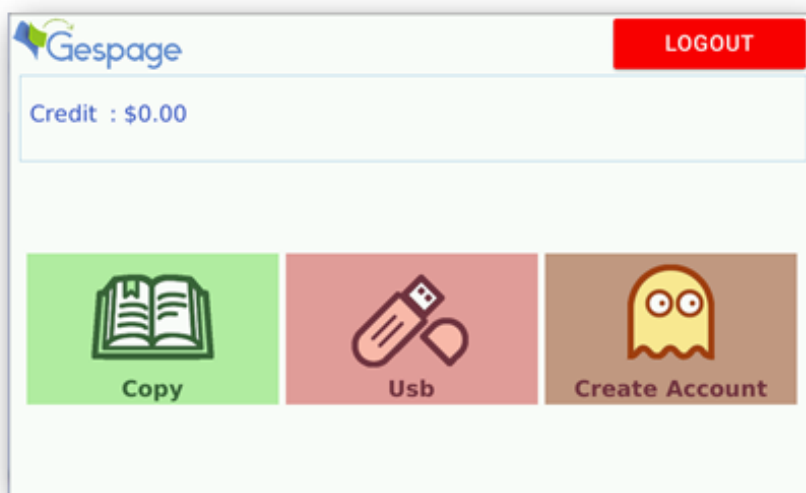 Gespage
LOGOUT
Credit : $0.00
Copy
Usb
Create Account